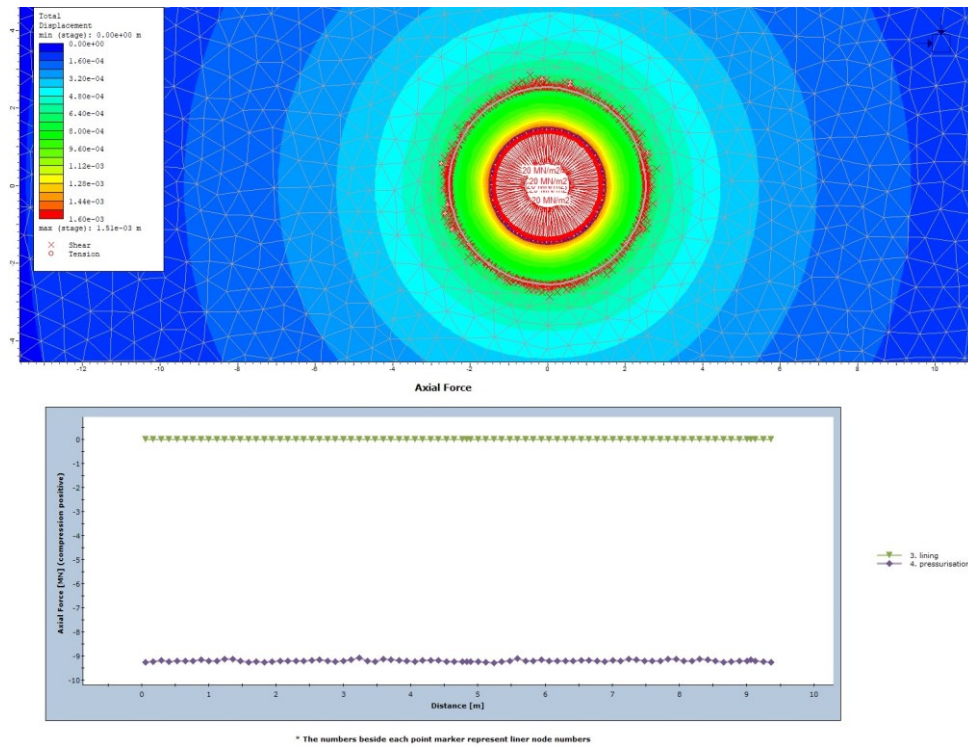 Total
Displacement
min (stage): 0.00e+00 m
0.00e+00
1.60e-04
3.20e-04
4.80e-04
6.40e-04
8.00e-04
9.60e-04
1.12e-03
1.28e-03
1.44e-03
1.60e-03
max (stage): 1.51e-03 m
Shear
Tension
4
2
0
-2
-4
20 MN/m2
20 MN/m2
20 MN/m2
-12 -10 -8 -6 -4 -2 0 2 4 6 8 10
Axial Force
Axial Force [MN] (compression positive)
0
-1
-2
-3
-4
-5
-6
-7
-8
-9
-10
0 1 2 3 4 5 6 7 8 9 10
Distance [m]
3. lining
4. pressurisation
* The numbers beside each point marker represent liner node numbers